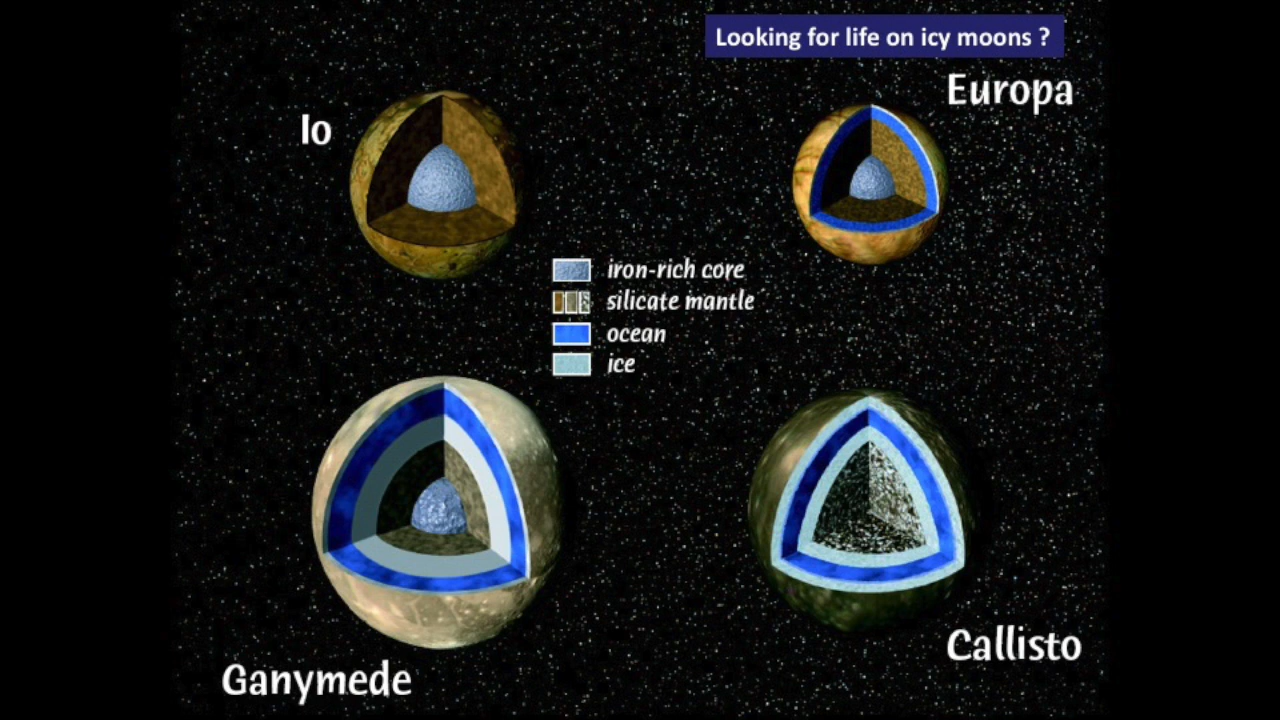 Looking for life on icy moons ?
Io
Europa
iron-rich core
silicate mantle
ocean
ice
Ganymede
Callisto